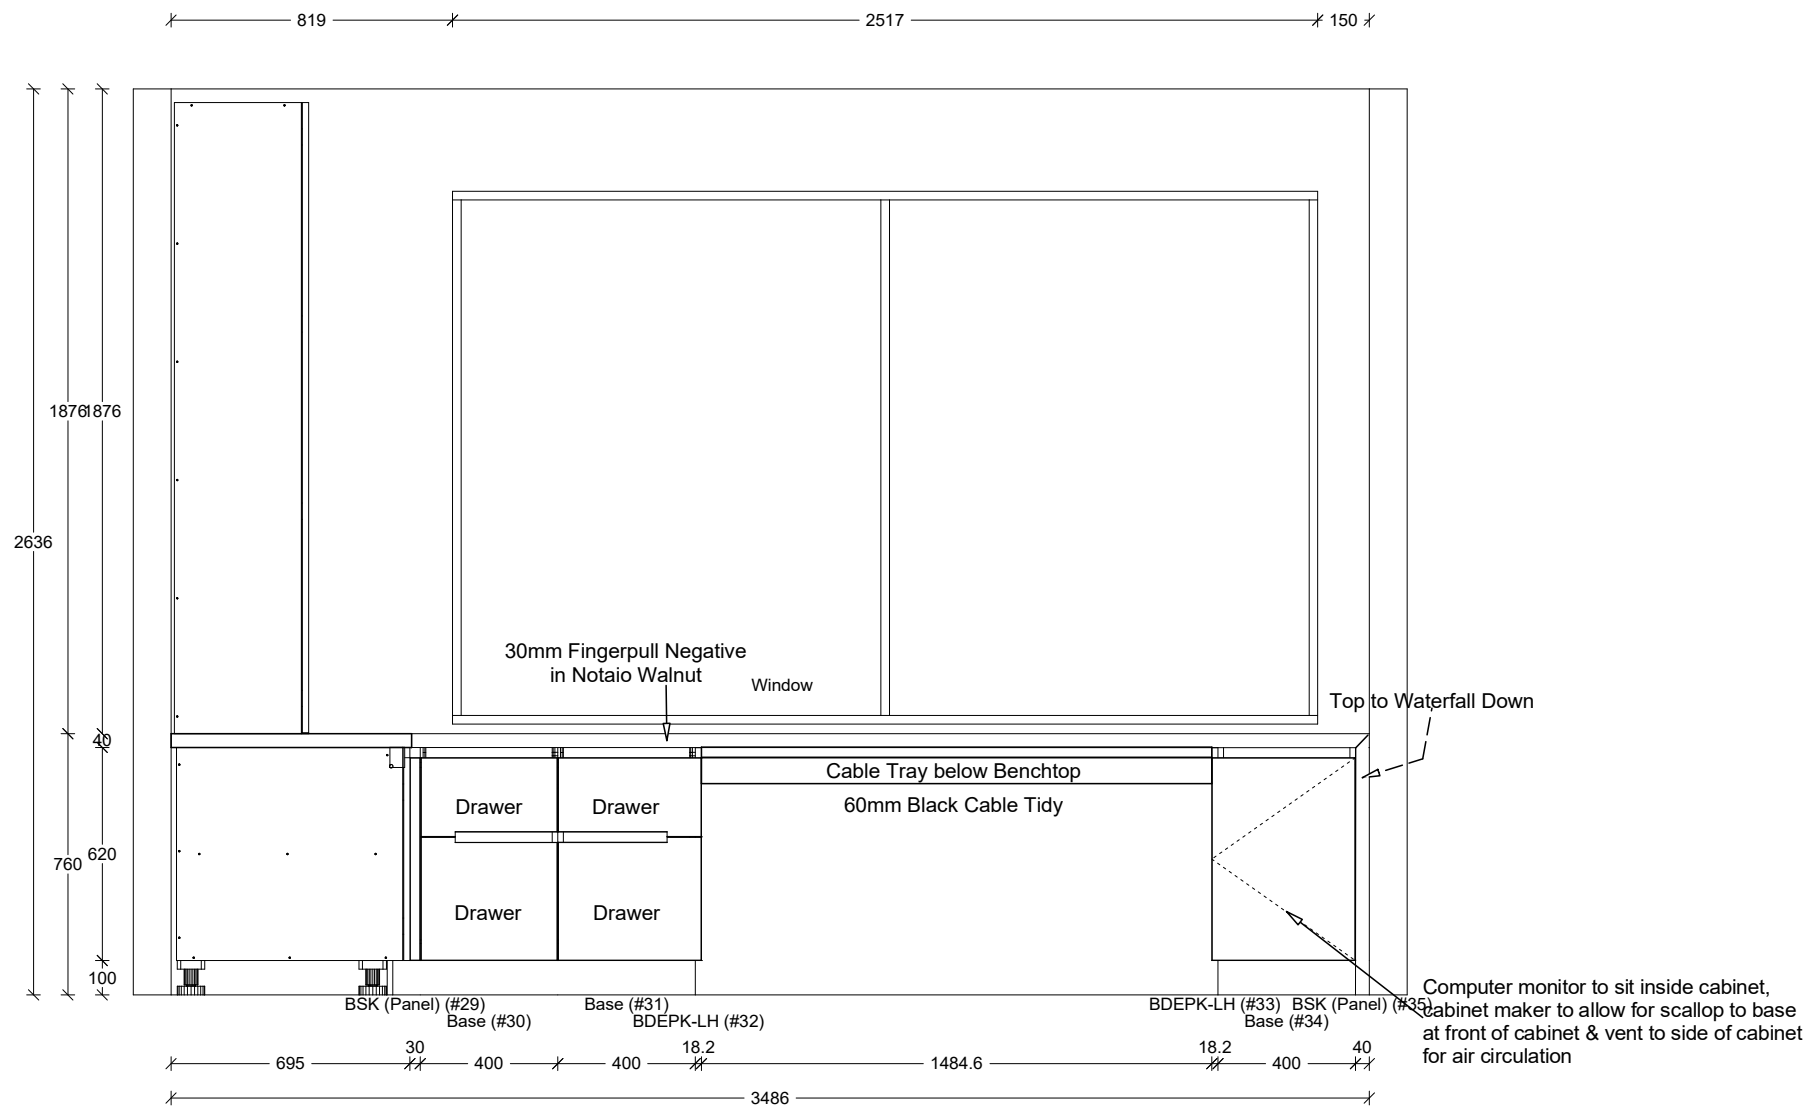 819
2517
150
1876
1876
2636
30mm Fingerpull Negative
in Notaio Walnut
Window
Top to Waterfall Down
40
Cable Tray below Benchtop
Drawer
Drawer
60mm Black Cable Tidy
760
620
Drawer
Drawer
100
Computer monitor to sit inside cabinet,
cabinet maker to allow for scallop to base
at front of cabinet & vent to side of cabinet
for air circulation
BSK (Panel) (#29)
Base (#31)
BDEPK-LH (#33)
BSK (Panel) (#35)
Base (#30)
BDEPK-LH (#32)
Base (#34)
695
30
400
400
18.2
1484.6
18.2
400
40
3486